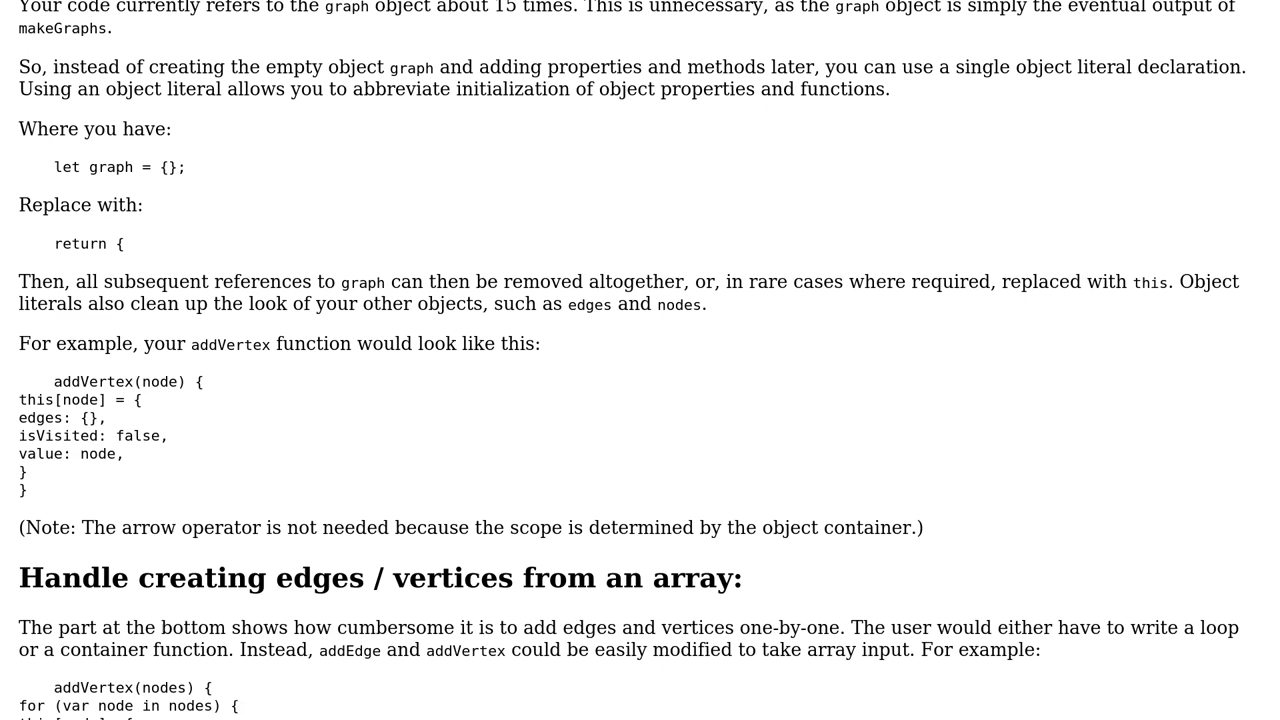 Your code currently refers to the graph object about 15 times. This is unnecessary, as the graph object is simply the eventual output of
makeGraphs.
So, instead of creating the empty object graph and adding properties and methods later, you can use a single object literal declaration.
Using an object literal allows you to abbreviate initialization of object properties and functions.
Where you have:
let graph = {};
Replace with:
return {
Then, all subsequent references to graph can then be removed altogether, or, in rare cases where required, replaced with this. Object
literals also clean up the look of your other objects, such as edges and nodes.
For example, your addVertex function would look like this:
addVertex(node) {
this[node] = {
edges: {},
isVisited: false,
value: node,
}
}
(Note: The arrow operator is not needed because the scope is determined by the object container.)
Handle creating edges / vertices from an array:
The part at the bottom shows how cumbersome it is to add edges and vertices one-by-one. The user would either have to write a loop
or a container function. Instead, addEdge and addVertex could be easily modified to take array input. For example:
addVertex(nodes) {
for (var node in nodes) {